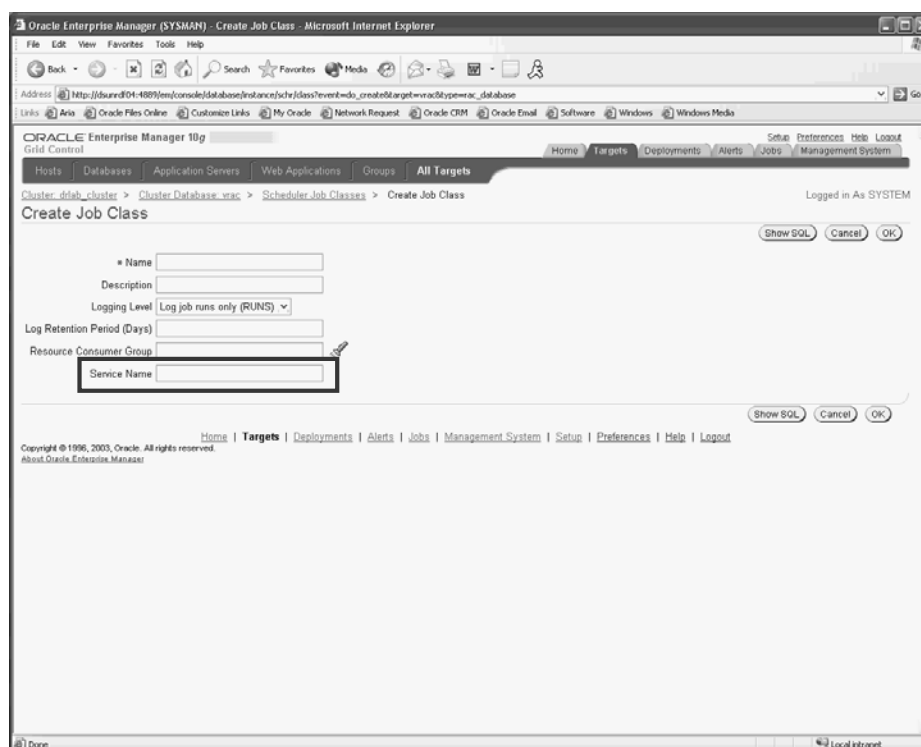 Oracle Enterprise Manager (SYSMAN) - Create Job Class - Microsoft Internet Explorer
File Edit View Favorites Tools Help
Back Search Favorites Media
Address http://dsunrdf04:4889/em/console/database/instance/schr/class?event=do_create&target=vrac&type=rac_database Go
Links Aria Oracle Files Online Customize Links My Oracle Network Request Oracle CRM Oracle Email Software Windows Windows Media
ORACLE Enterprise Manager 10g
Grid Control
Setup Preferences Help Logout
Home Targets Deployments Alerts Jobs Management System
Hosts Databases Application Servers Web Applications Groups All Targets
Cluster: drlab_cluster > Cluster Database: vrac > Scheduler Job Classes > Create Job Class Logged in As SYSTEM
Create Job Class
Show SQL Cancel OK
* Name
Description
Logging Level Log job runs only (RUNS)
Log Retention Period (Days)
Resource Consumer Group
Service Name
Show SQL Cancel OK
Home | Targets | Deployments | Alerts | Jobs | Management System | Setup | Preferences | Help | Logout
Copyright © 1996, 2003, Oracle. All rights reserved.
About Oracle Enterprise Manager
Done Local intranet